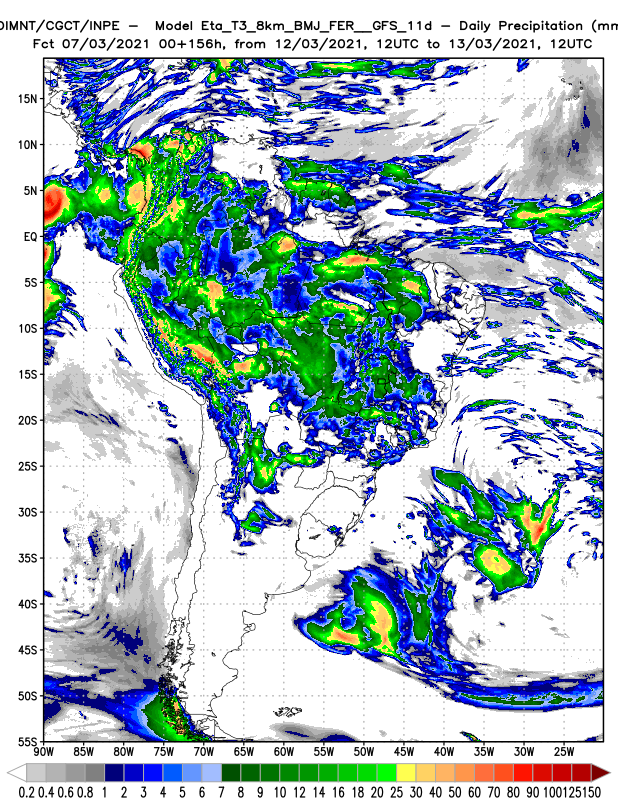 DIMNT/CGCT/INPE – Model Eta_T3_8km_BMJ_FER__GFS_11d – Daily Precipitation (mm
Fct 07/03/2021 00+156h, from 12/03/2021, 12UTC to 13/03/2021, 12UTC
15N
10N
5N
EQ
5S
10S
15S
20S
25S
30S
35S
40S
45S
50S
55S
90W 85W 80W 75W 70W 65W 60W 55W 50W 45W 40W 35W 30W 25W
0.2 0.4 0.6 0.8 1 2 3 4 5 6 7 8 9 10 12 14 16 18 20 25 30 40 50 60 70 80 90 100 125 150